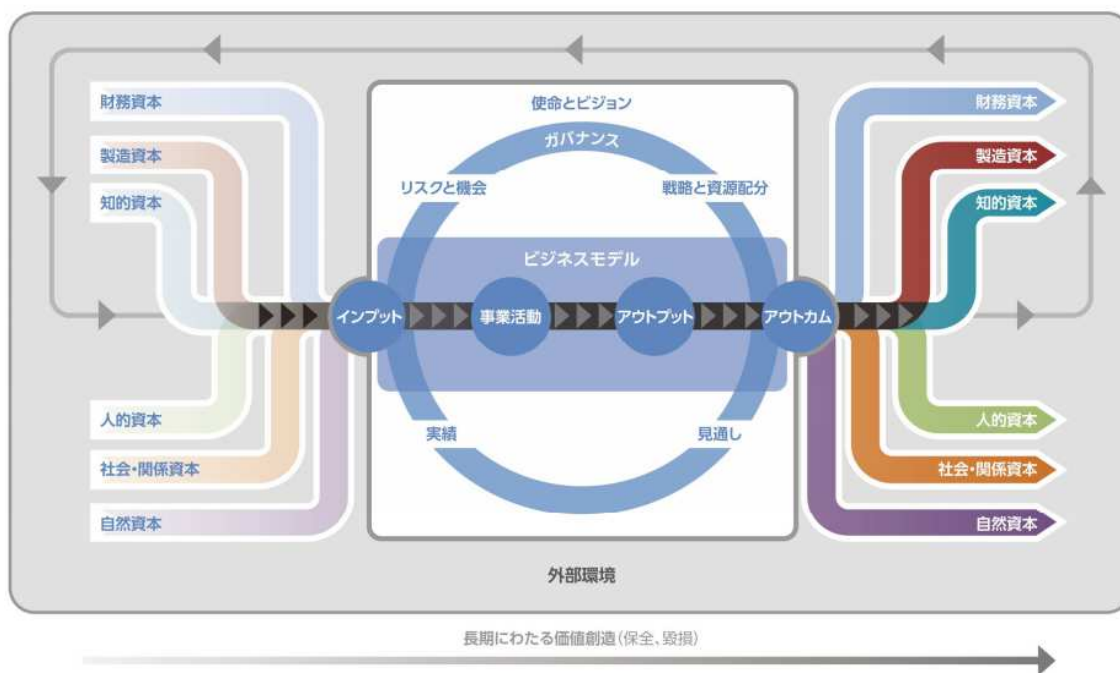 財務資本
製造資本
知的資本
人的資本
社会・関係資本
自然資本
使命とビジョン
ガバナンス
リスクと機会
戦略と資源配分
ビジネスモデル
インプット
事業活動
アウトプット
アウトカム
実績
見通し
財務資本
製造資本
知的資本
人的資本
社会・関係資本
自然資本
外部環境
長期にわたる価値創造(保全、毀損)